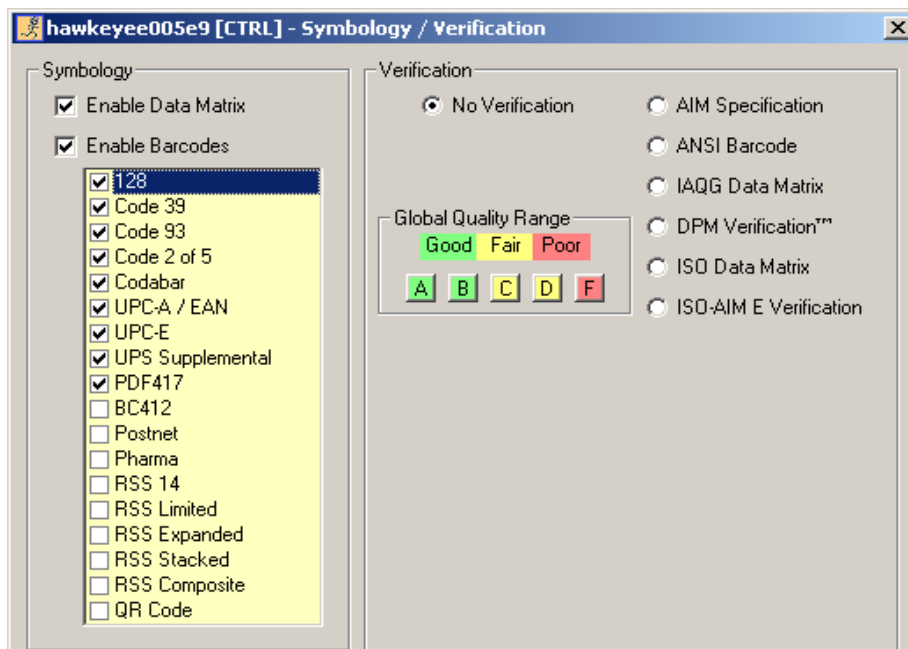 hawkeyee005e9 [CTRL] - Symbology / Verification
Symbology
Enable Data Matrix
Enable Barcodes
128
Code 39
Code 93
Code 2 of 5
Codabar
UPC-A / EAN
UPC-E
UPS Supplemental
PDF417
BC412
Postnet
Pharma
RSS 14
RSS Limited
RSS Expanded
RSS Stacked
RSS Composite
QR Code
Verification
No Verification
AIM Specification
ANSI Barcode
IAQG Data Matrix
DPM Verification™
ISO Data Matrix
ISO-AIM E Verification
Global Quality Range
Good Fair Poor
A B C D F